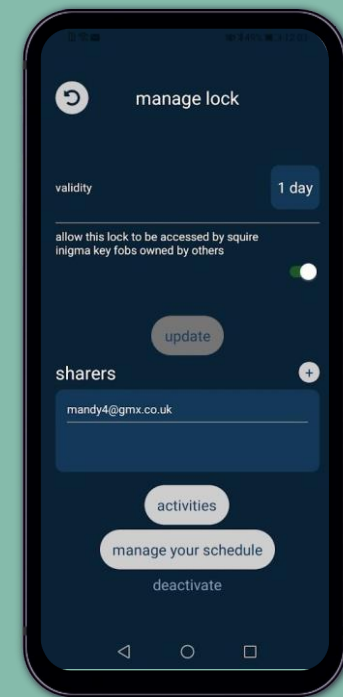 manage lock
validity
1 day
allow this lock to be accessed by squire
inigma key fobs owned by others
update
sharers
+
mandy4@gmx.co.uk
activities
manage your schedule
deactivate